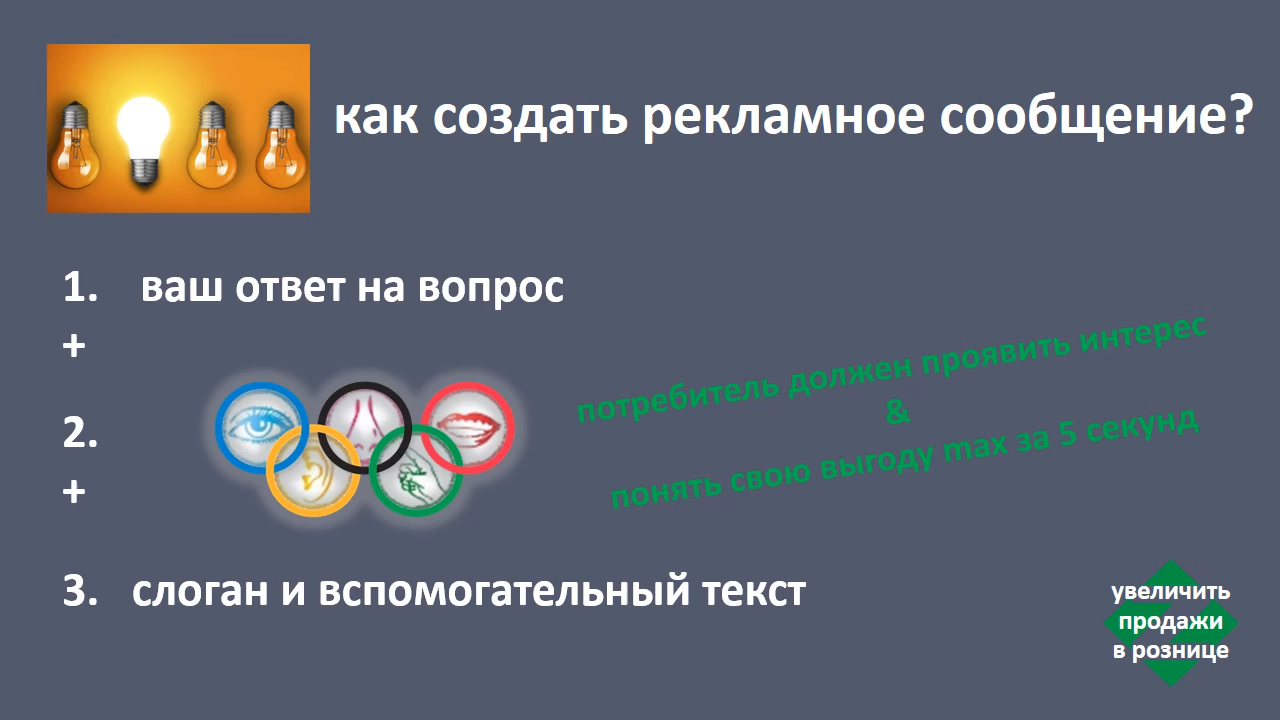 как создать рекламное сообщение?
1. ваш ответ на вопрос
+
2.
+
потребитель должен проявить интерес
&
понять свою выгоду max за 5 секунд
3. слоган и вспомогательный текст
увеличить
продажи
в рознице